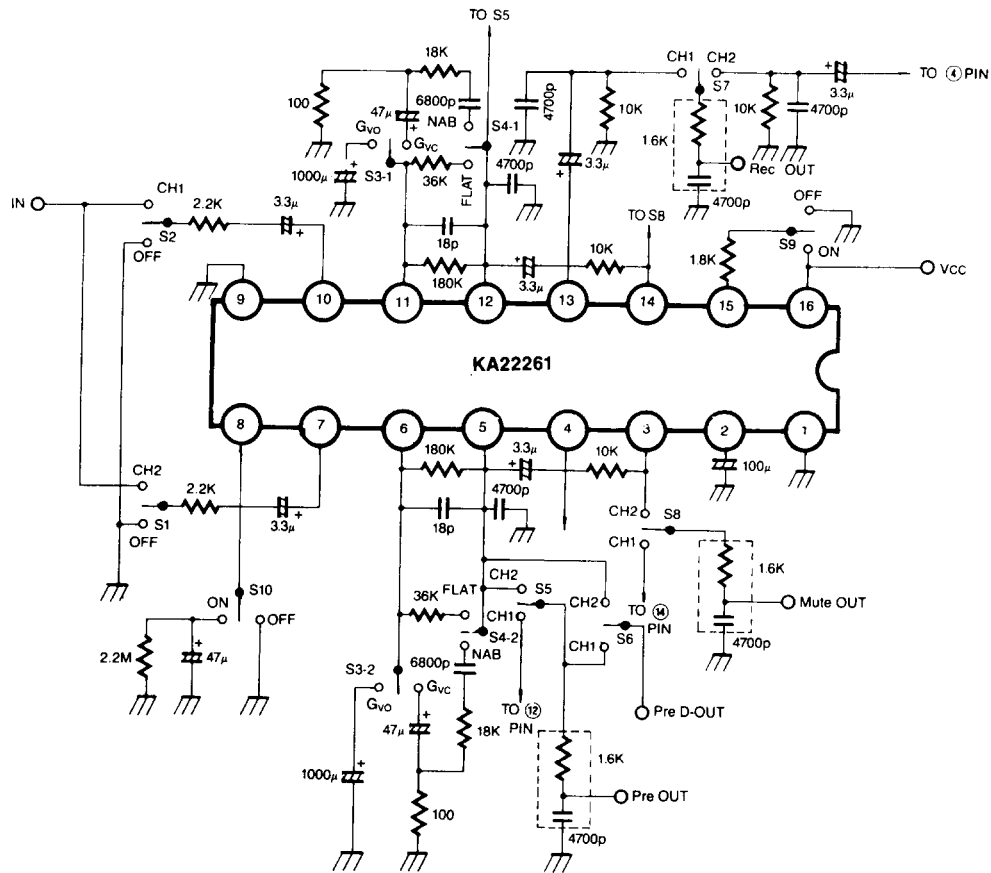 TO S5
18K
CH1 CH2
S7
TO ④ PIN
100
47μ
+
6800p
NAB
S4-1
4700p
10K
10K
4700p
3.3μ
+
1.6K
GVO
GVC
S3-1
1000μ
+
36K
FLAT
4700p
3.3μ
+
Rec OUT
4700p
IN
CH1
2.2K
3.3μ
+
S2
OFF
18p
180K
3.3μ
+
10K
TO S8
1.8K
OFF
S9
ON
VCC
9 10 11 12 13 14 15 16
KA22261
8 7 6 5 4 3 2 1
CH2
2.2K
3.3μ
+
S1
OFF
180K
18p
3.3μ
+
4700p
10K
100μ
CH2
S8
CH1
1.6K
Mute OUT
4700p
TO ⑭
PIN
S10
ON
OFF
2.2M
47μ
+
36K
FLAT
CH2
S5
CH1
S4-2
NAB
6800p
CH2
S6
CH1
S3-2
GVO
GVC
47μ
+
18K
TO ⑫
PIN
Pre D-OUT
1000μ
+
100
1.6K
Pre OUT
4700p